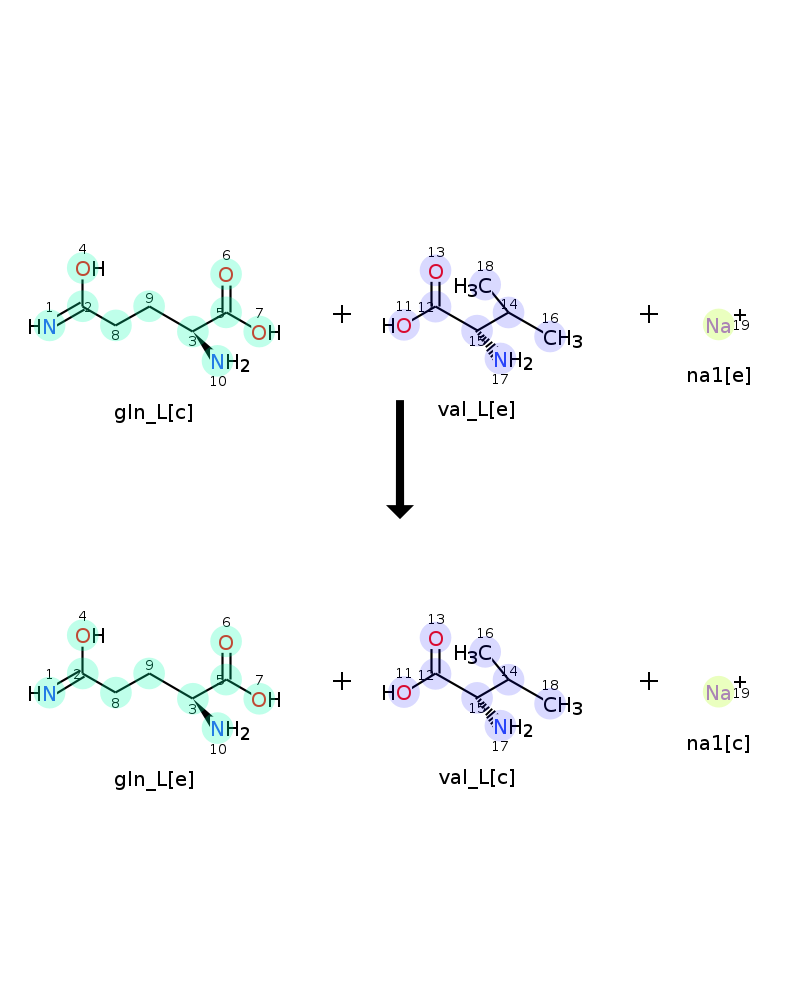 4 OH 6 O 13 O 18 H3C
1 HN 2 9 5 7 OH + 11 HO 12 14 16 CH3 + Na+ 19
8 3 NH2 10 15 NH2 17
gln_L[c] val_L[e] na1[e]
4 OH 6 O 13 O 16 H3C
1 HN 2 9 5 7 OH + 11 HO 12 14 18 CH3 + Na+ 19
8 3 NH2 10 15 NH2 17
gln_L[e] val_L[c] na1[c]